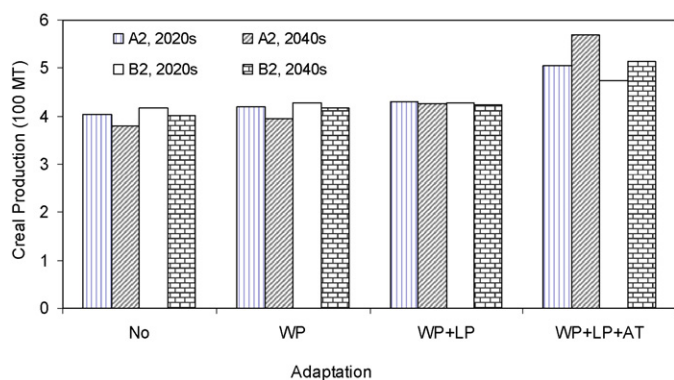 6
5
4
3
2
1
0
Creal Production (100 MT)
A2, 2020s A2, 2040s
B2, 2020s B2, 2040s
No WP WP+LP WP+LP+AT
Adaptation